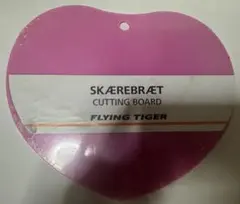 SKÆREBRÆT
CUTTING BOARD
FLYING TIGER